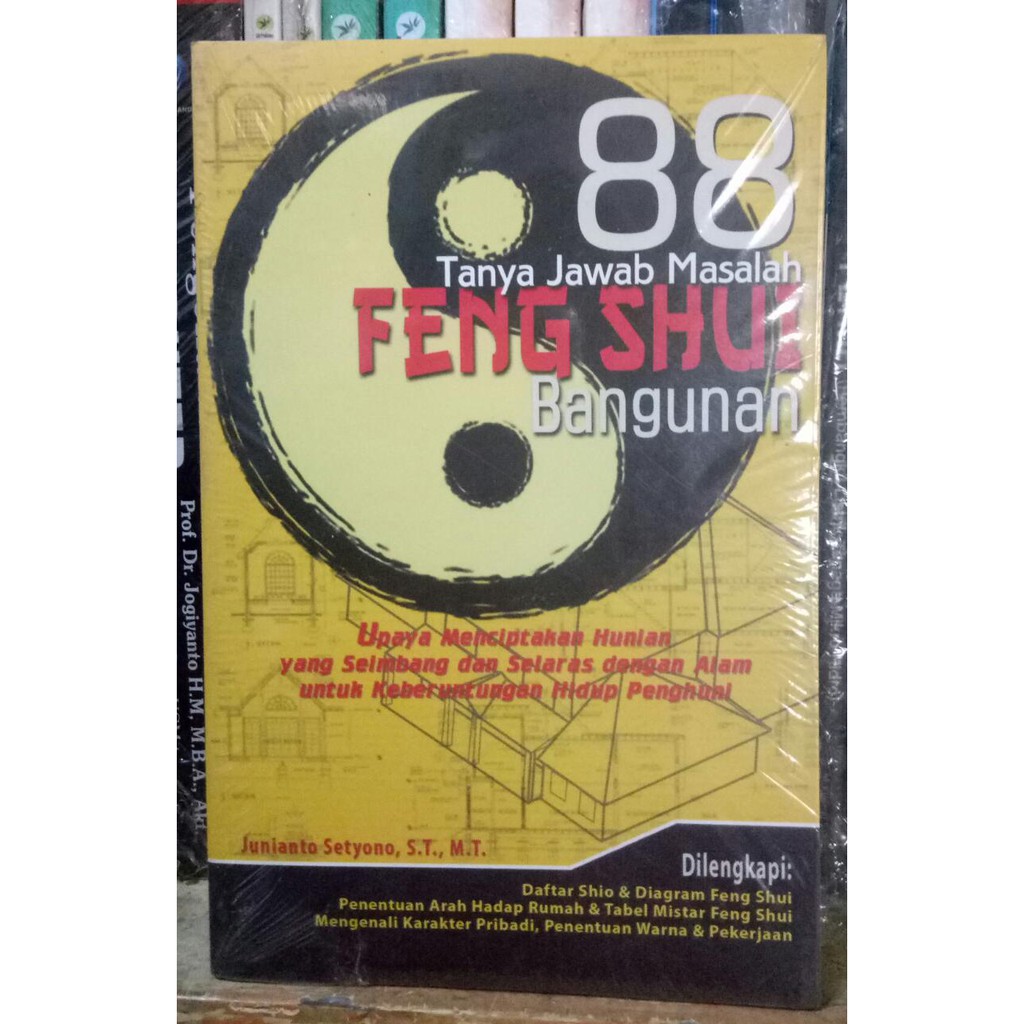 88
Tanya Jawab Masalah
FENG SHUI
Bangunan
Upaya Menciptakan Hunian
yang Seimbang dan Selaras dengan Alam
untuk Keberuntungan Hidup Penghuni
Junianto Setyono, S.T., M.T.
Dilengkapi:
Daftar Shio & Diagram Feng Shui
Penentuan Arah Hadap Rumah & Tabel Mistar Feng Shui
Mengenali Karakter Pribadi, Penentuan Warna & Pekerjaan
Prof. Dr. Jogiyanto H.M, M.B.A., Akt.